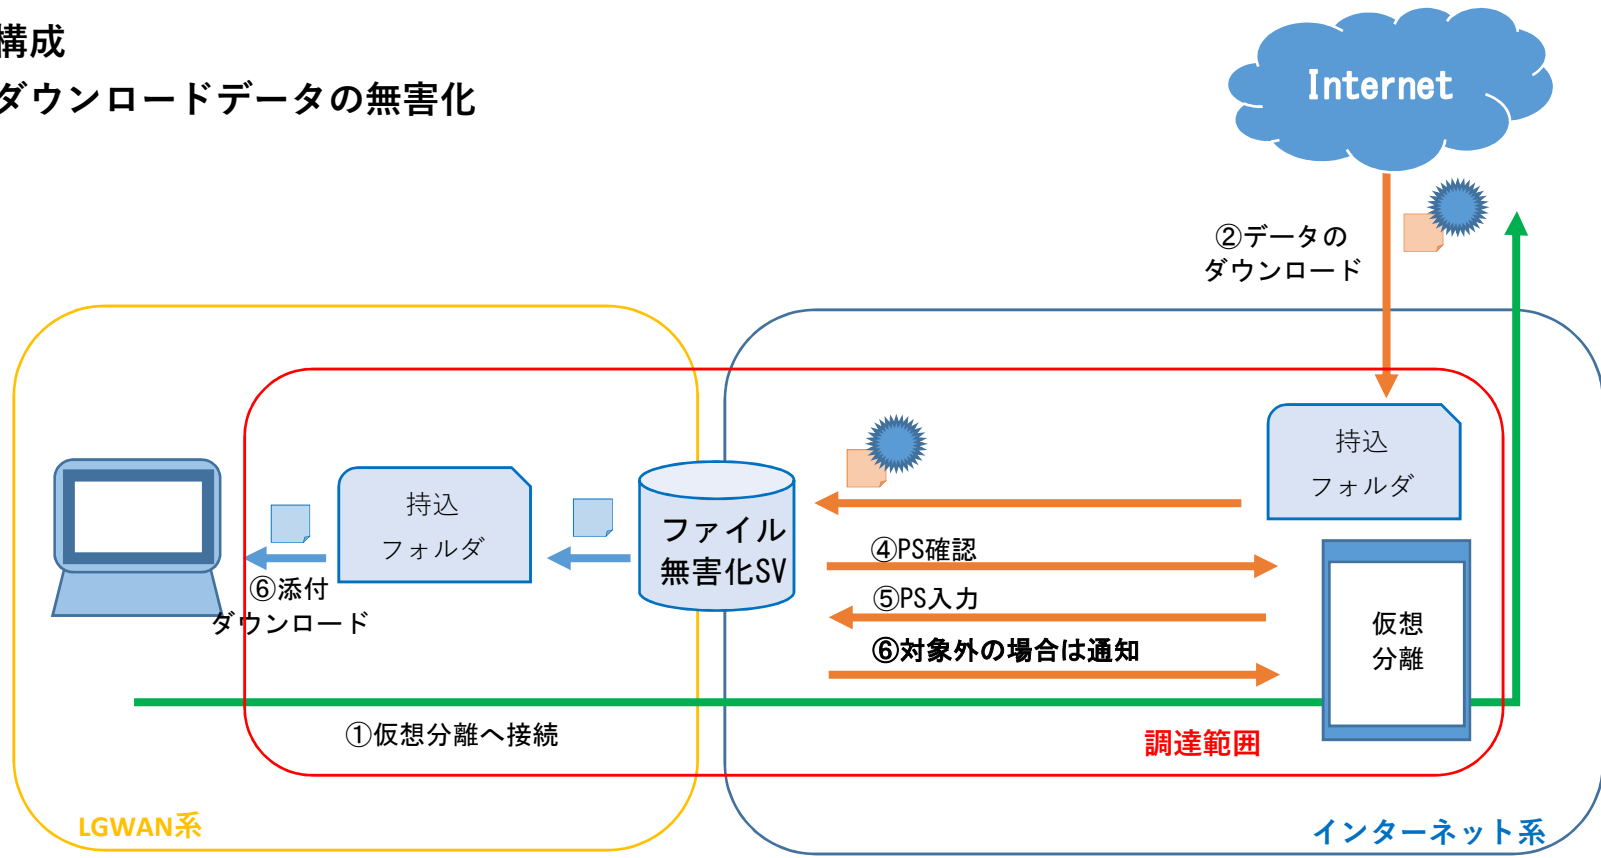 構成
ダウンロードデータの無害化
Internet
②データの
ダウンロード
持込
フォルダ
持込
フォルダ
ファイル
無害化SV
④PS確認
⑤PS入力
⑥対象外の場合は通知
仮想
分離
⑥添付
ダウンロード
①仮想分離へ接続
調達範囲
LGWAN系
インターネット系